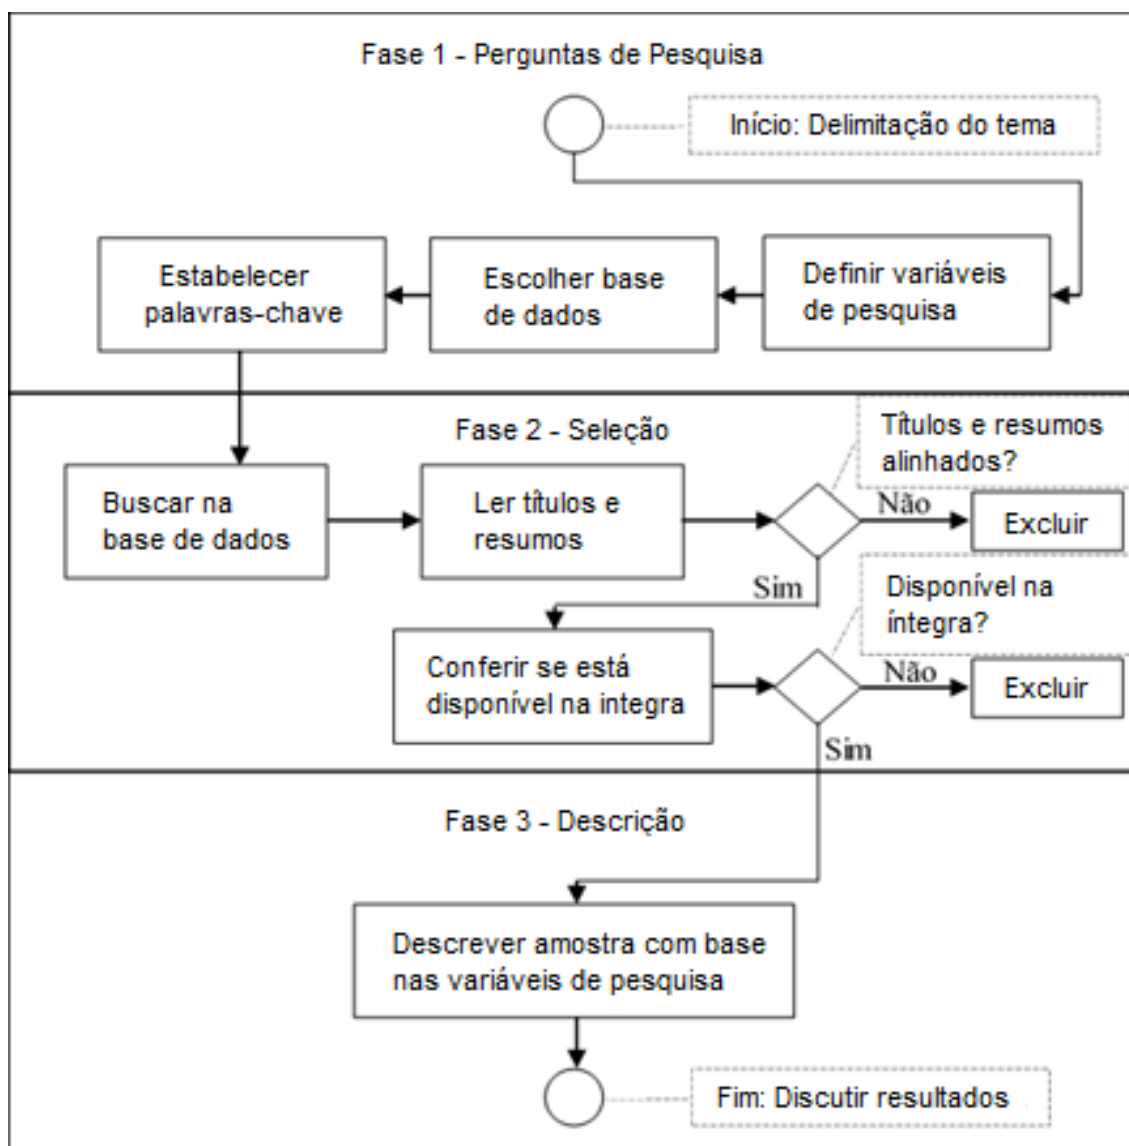 Fase 1 - Perguntas de Pesquisa
Início: Delimitação do tema
Definir variáveis
de pesquisa
Escolher base
de dados
Estabelecer
palavras-chave
Fase 2 - Seleção
Buscar na
base de dados
Ler títulos e
resumos
Títulos e resumos
alinhados?
Não
Excluir
Sim
Conferir se está
disponível na integra
Disponível na
íntegra?
Não
Excluir
Sim
Fase 3 - Descrição
Descrever amostra com base
nas variáveis de pesquisa
Fim: Discutir resultados